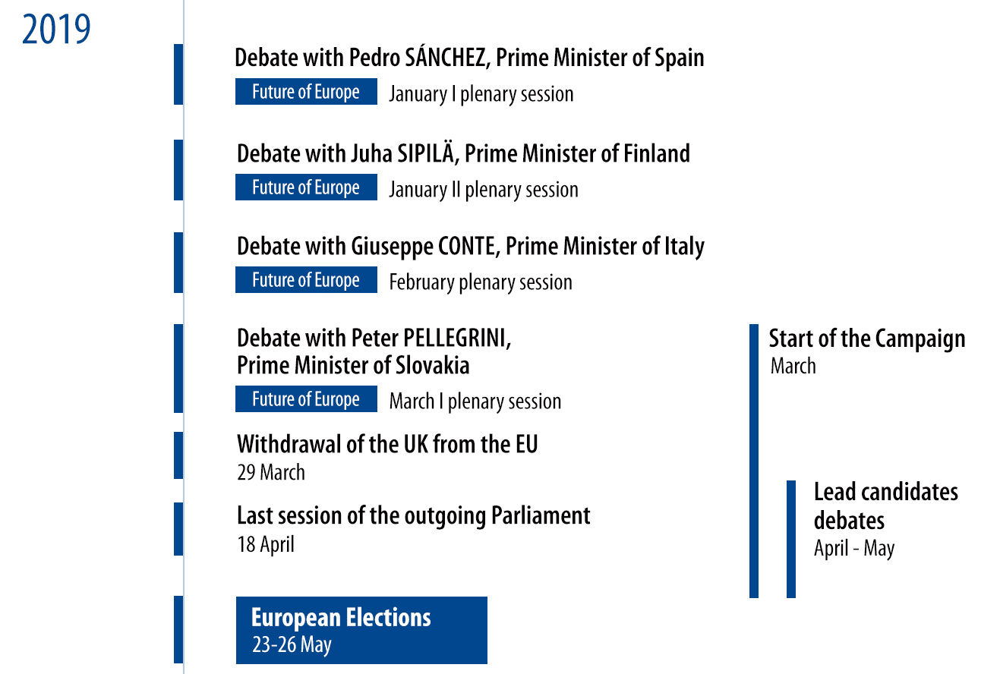 2019
Debate with Pedro SÁNCHEZ, Prime Minister of Spain
Future of Europe January I plenary session
Debate with Juha SIPILÄ, Prime Minister of Finland
Future of Europe January II plenary session
Debate with Giuseppe CONTE, Prime Minister of Italy
Future of Europe February plenary session
Debate with Peter PELLEGRINI,
Prime Minister of Slovakia
Future of Europe March I plenary session
Start of the Campaign
March
Withdrawal of the UK from the EU
29 March
Last session of the outgoing Parliament
18 April
Lead candidates
debates
April - May
European Elections
23-26 May